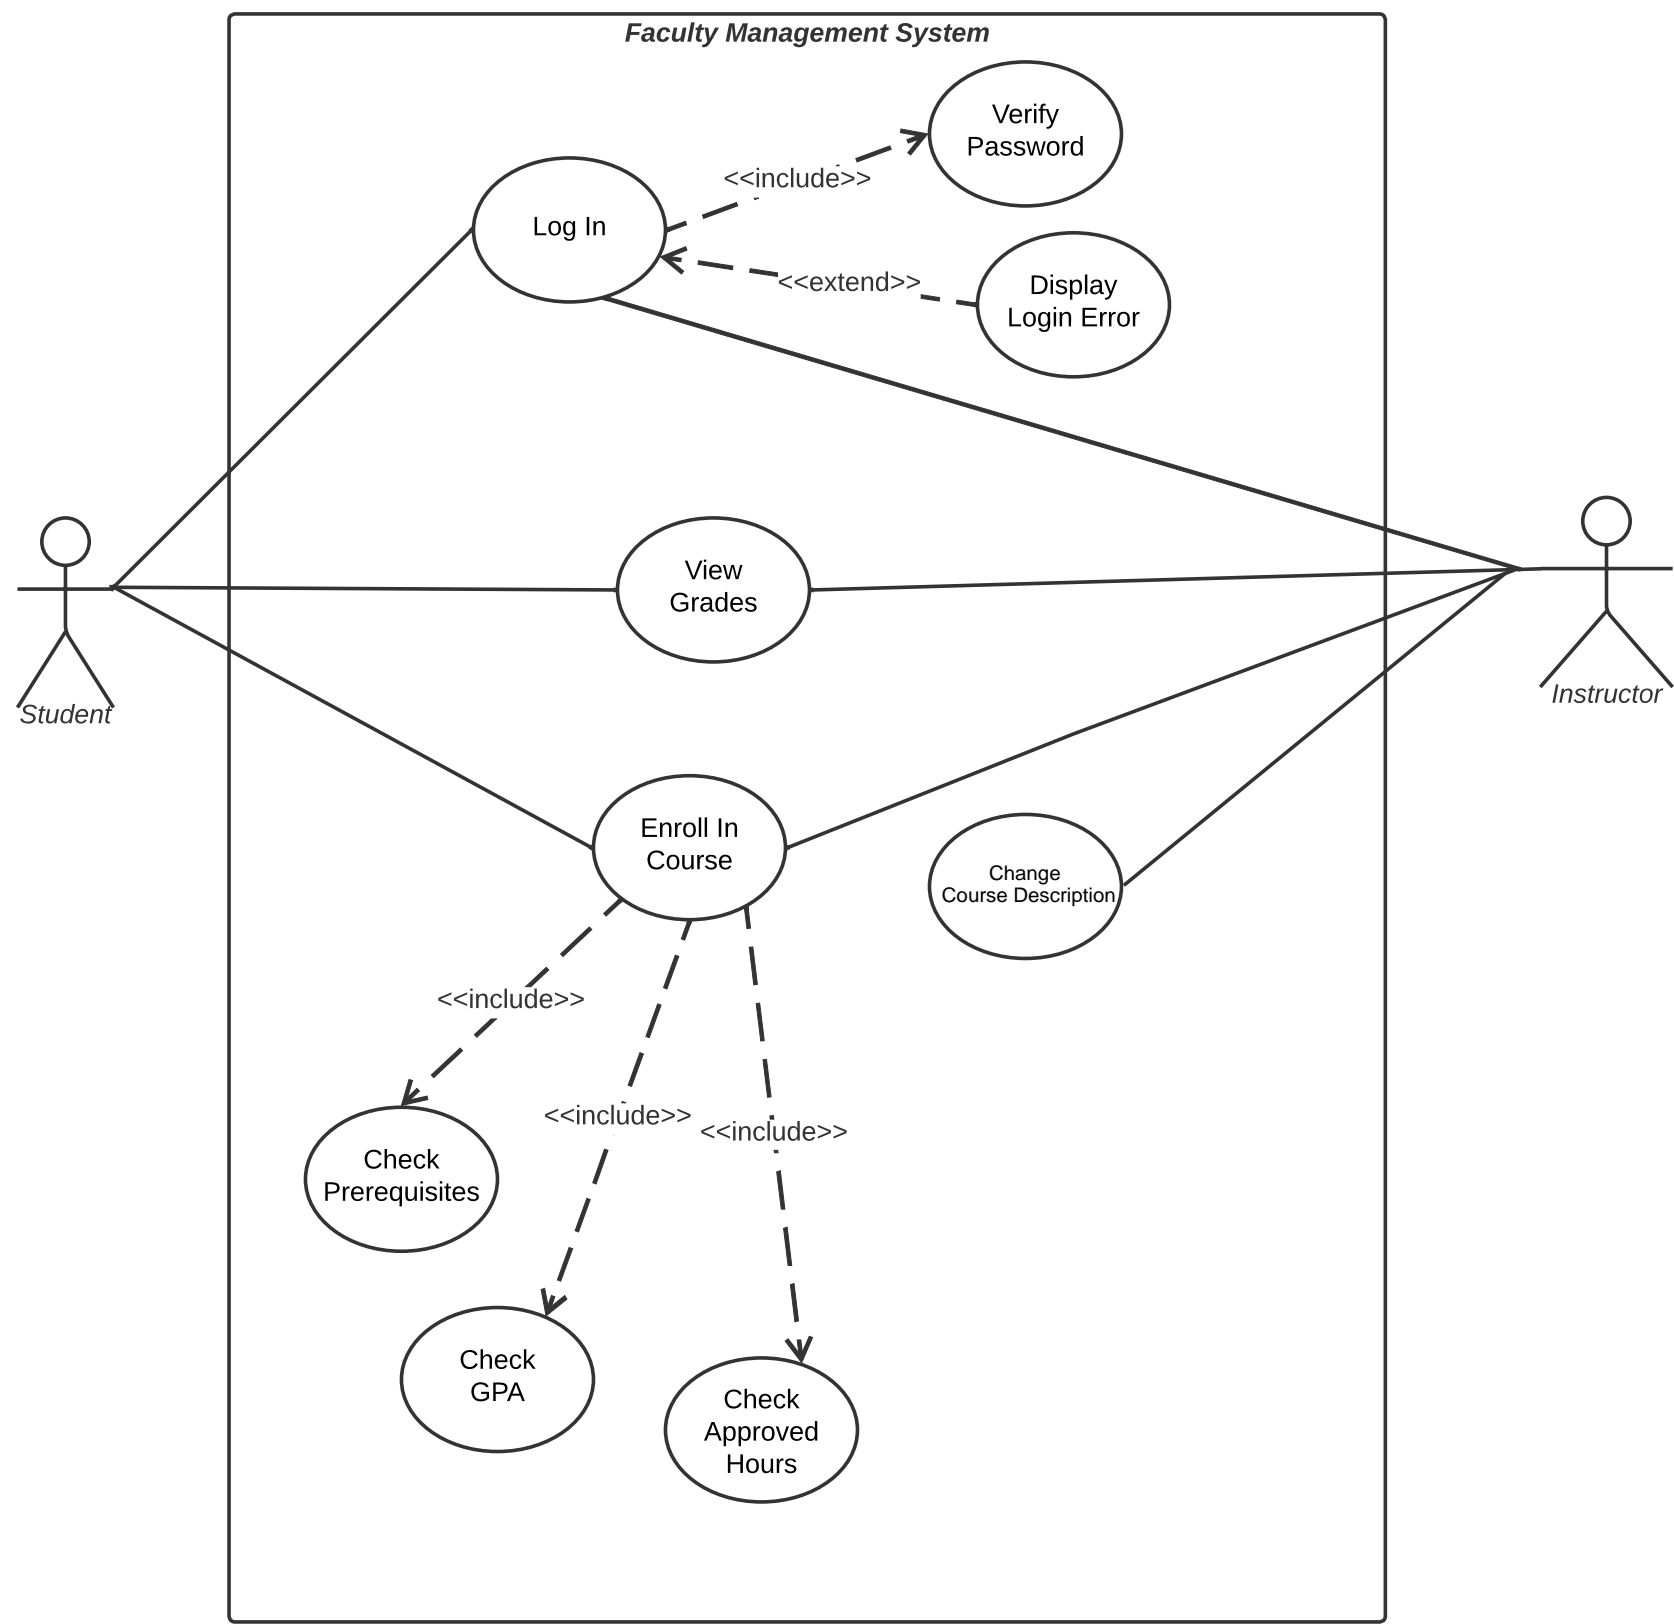 Faculty Management System
Verify
Password
<<include>>
Log In
<<extend>>
Display
Login Error
View
Grades
Student
Instructor
Enroll In
Course
Change
Course Description
<<include>>
<<include>>
<<include>>
Check
Prerequisites
Check
GPA
Check
Approved
Hours